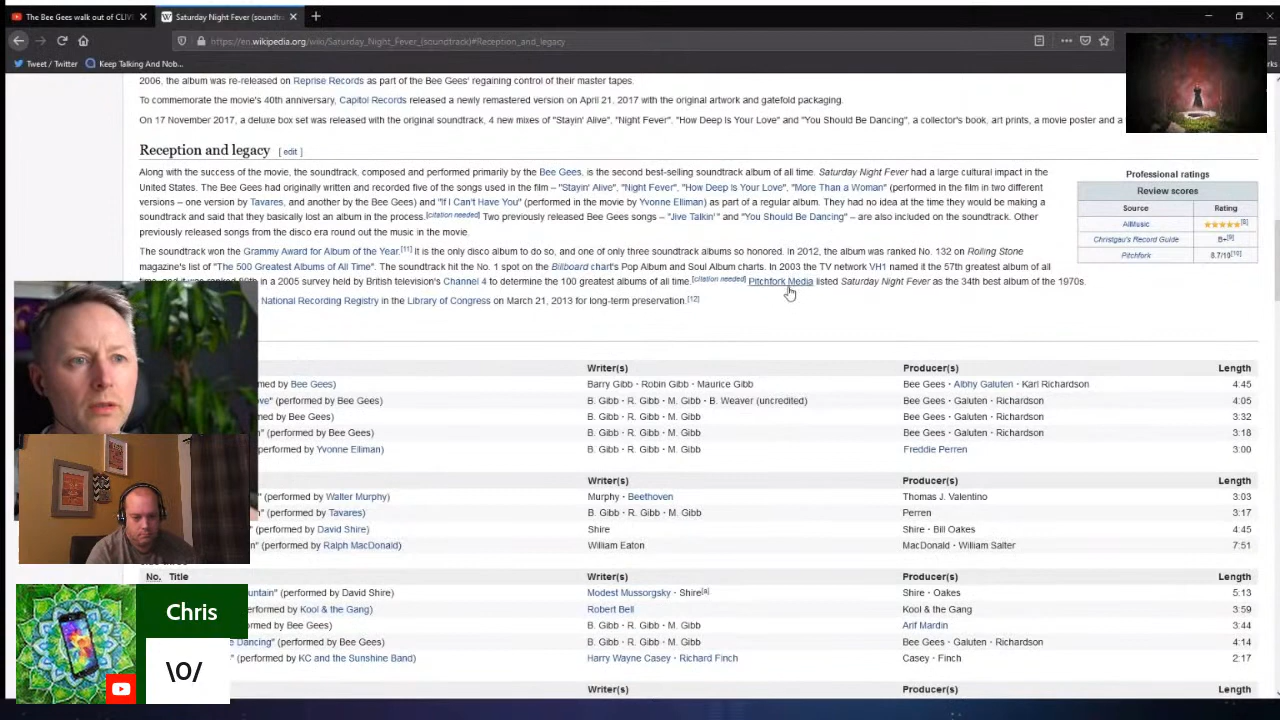 The Bee Gees walk out of CLIV
Saturday Night Fever (soundtr
https://en.wikipedia.org/wiki/Saturday_Night_Fever_(soundtrack)#Reception_and_legacy
Tweet / Twitter
Keep Talking And Nob...
2006, the album was re-released on Reprise Records as part of the Bee Gees' regaining control of their master tapes.
To commemorate the movie's 40th anniversary, Capitol Records released a newly remastered version on April 21, 2017 with the original artwork and gatefold packaging.
On 17 November 2017, a deluxe box set was released with the original soundtrack, 4 new mixes of "Stayin' Alive", "Night Fever", "How Deep Is Your Love" and "You Should Be Dancing", a collector's book, art prints, a movie poster and a
Reception and legacy [ edit ]
Along with the success of the movie, the soundtrack, composed and performed primarily by the Bee Gees, is the second best-selling soundtrack album of all time. Saturday Night Fever had a large cultural impact in the
United States. The Bee Gees had originally written and recorded five of the songs used in the film – "Stayin' Alive", "Night Fever", "How Deep Is Your Love", "More Than a Woman" (performed in the film in two different
versions – one version by Tavares, and another by the Bee Gees) and "If I Can't Have You" (performed in the movie by Yvonne Elliman) as part of a regular album. They had no idea at the time they would be making a
soundtrack and said that they basically lost an album in the process.[citation needed] Two previously released Bee Gees songs – "Jive Talkin'" and "You Should Be Dancing" – are also included on the soundtrack. Other
previously released songs from the disco era round out the music in the movie.
Professional ratings
Review scores
Source Rating
AllMusic ★★★★★[8]
Christgau's Record Guide B+[9]
Pitchfork 8.7/10[10]
The soundtrack won the Grammy Award for Album of the Year.[11] It is the only disco album to do so, and one of only three soundtrack albums so honored. In 2012, the album was ranked No. 132 on Rolling Stone
magazine's list of "The 500 Greatest Albums of All Time". The soundtrack hit the No. 1 spot on the Billboard chart's Pop Album and Soul Album charts. In 2003 the TV network VH1 named it the 57th greatest album of all
in a 2005 survey held by British television's Channel 4 to determine the 100 greatest albums of all time.[citation needed] Pitchfork Media listed Saturday Night Fever as the 34th best album of the 1970s.
National Recording Registry in the Library of Congress on March 21, 2013 for long-term preservation.[12]
Writer(s) Producer(s) Length
med by Bee Gees) Barry Gibb · Robin Gibb · Maurice Gibb Bee Gees · Albhy Galuten · Karl Richardson 4:45
ove" (performed by Bee Gees) B. Gibb · R. Gibb · M. Gibb · B. Weaver (uncredited) Bee Gees · Galuten · Richardson 4:05
med by Bee Gees) B. Gibb · R. Gibb · M. Gibb Bee Gees · Galuten · Richardson 3:32
" (performed by Bee Gees) B. Gibb · R. Gibb · M. Gibb Bee Gees · Galuten · Richardson 3:18
performed by Yvonne Elliman) B. Gibb · R. Gibb · M. Gibb Freddie Perren 3:00
Writer(s) Producer(s) Length
" (performed by Walter Murphy) Murphy · Beethoven Thomas J. Valentino 3:03
" (performed by Tavares) B. Gibb · R. Gibb · M. Gibb Perren 3:17
" (performed by David Shire) Shire Shire · Bill Oakes 4:45
" (performed by Ralph MacDonald) William Eaton MacDonald · William Salter 7:51
No. Title Writer(s) Producer(s) Length
untain" (performed by David Shire) Modest Mussorgsky · Shire[a] Shire · Oakes 5:13
performed by Kool & the Gang) Robert Bell Kool & the Gang 3:59
med by Bee Gees) B. Gibb · R. Gibb · M. Gibb Arif Mardin 3:44
e Dancing" (performed by Bee Gees) B. Gibb · R. Gibb · M. Gibb Bee Gees · Galuten · Richardson 4:14
" (performed by KC and the Sunshine Band) Harry Wayne Casey · Richard Finch Casey · Finch 2:17
Writer(s) Producer(s) Length
Chris
\0/